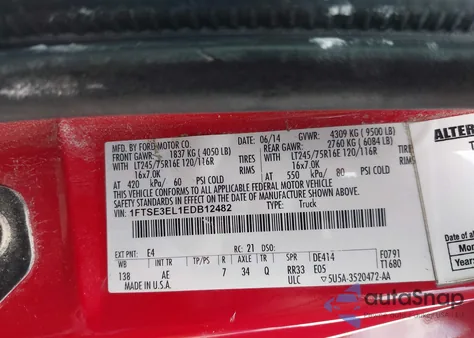 MFD. BY FORD MOTOR CO.
DATE: 06/14 GVWR: 4309 KG ( 9500 LB)
FRONT GAWR: 1837 KG ( 4050 LB) REAR GAWR: 2760 KG ( 6084 LB)
WITH LT245/75R16E 120/116R TIRES WITH LT245/75R16E 120/116R TIRES
16x7.0K RIMS 16x7.0K RIMS
AT 420 kPa/ 60 PSI COLD AT 550 kPa/ 80 PSI COLD
THIS VEHICLE CONFORMS TO ALL APPLICABLE FEDERAL MOTOR VEHICLE
SAFETY STANDARDS IN EFFECT ON THE DATE OF MANUFACTURE SHOWN ABOVE.
VIN: 1FTSE3EL1EDB12482 TYPE: Truck
EXT PNT: E4 RC: 21 DSO: F0791
WB INT TR TP/PS R AXLE TR SPR DE414 T1680
138 AE 7 34 Q RR33 E05
MADE IN U.S.A. ULC 5U5A-3520472-AA
ALTER
autoSnap